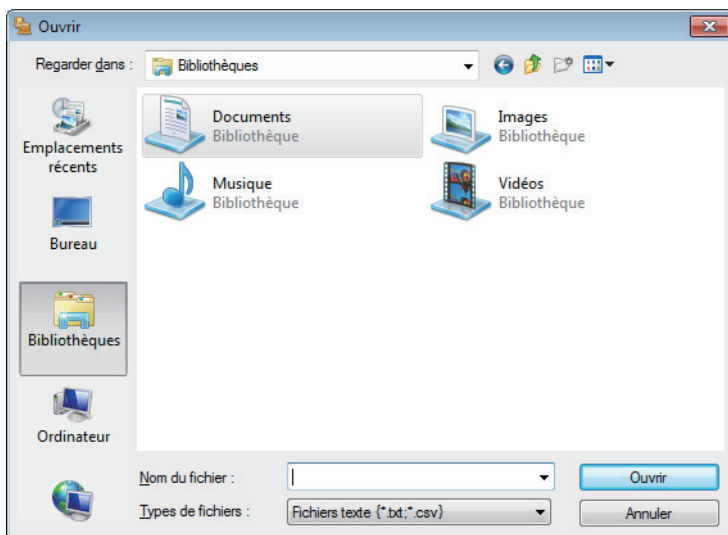 Ouvrir
Regarder dans :
Bibliothèques
Emplacements
récents
Bureau
Bibliothèques
Ordinateur
Documents
Bibliothèque
Images
Bibliothèque
Musique
Bibliothèque
Vidéos
Bibliothèque
Nom du fichier :
Ouvrir
Types de fichiers :
Fichiers texte {*.txt;*.csv}
Annuler